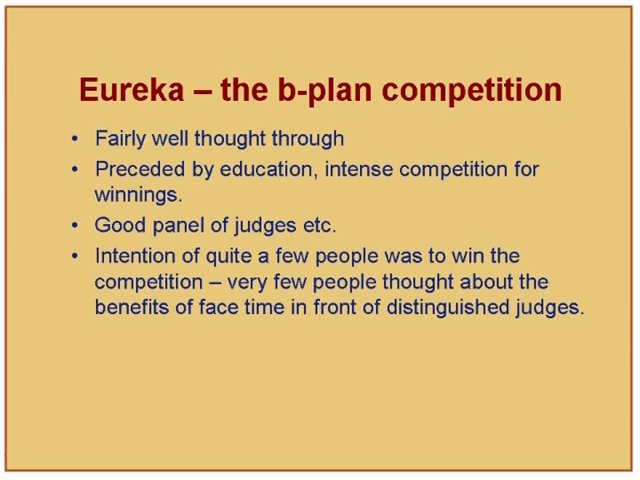 Eureka – the b-plan competition
• Fairly well thought through
• Preceded by education, intense competition for
winnings.
• Good panel of judges etc.
• Intention of quite a few people was to win the
competition – very few people thought about the
benefits of face time in front of distinguished judges.